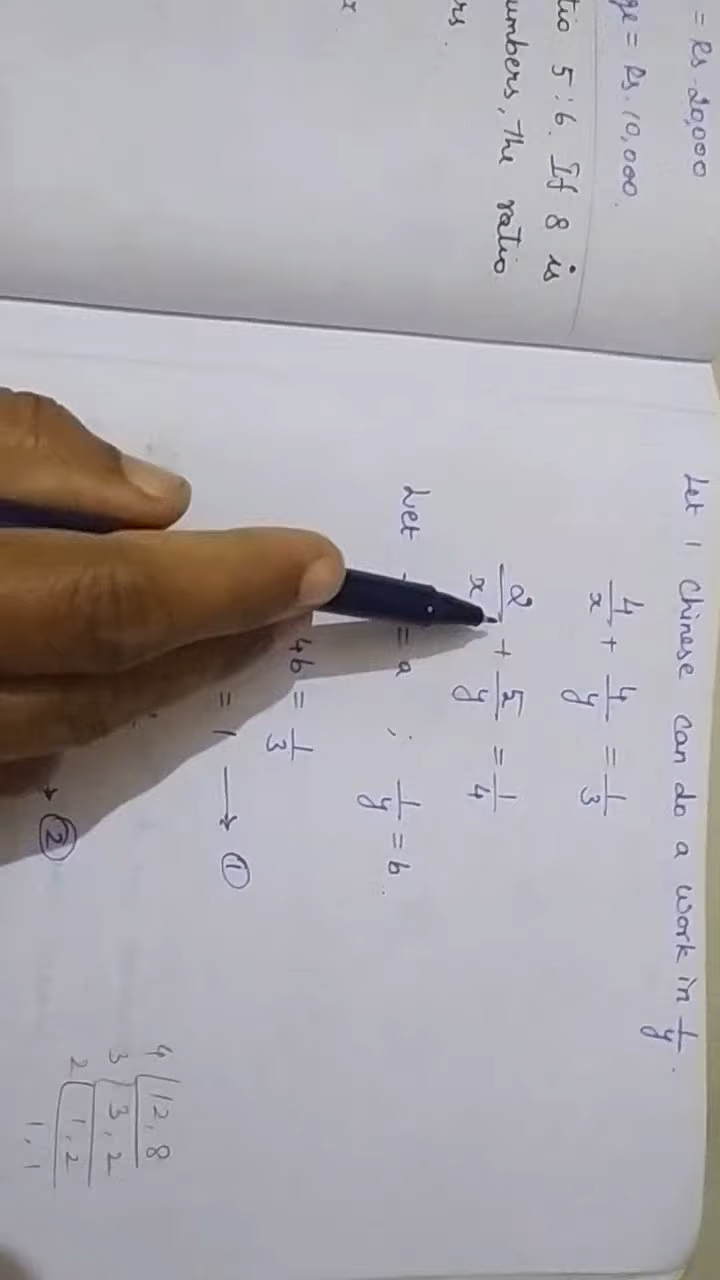 = Rs. 20,000
= Rs. 10,000.
5:6. If 8 is
, the ratio
x
Let 1 Chinese can do a work in 1/y.
4/x + 4/y = 1/3
2/x + 5/y = 1/4
Let = a ; 1/y = b
4b = 1/3
= 1 → ①
→ ②
4 | 12, 8
3 | 3, 2
2 | 1, 2
1, 1